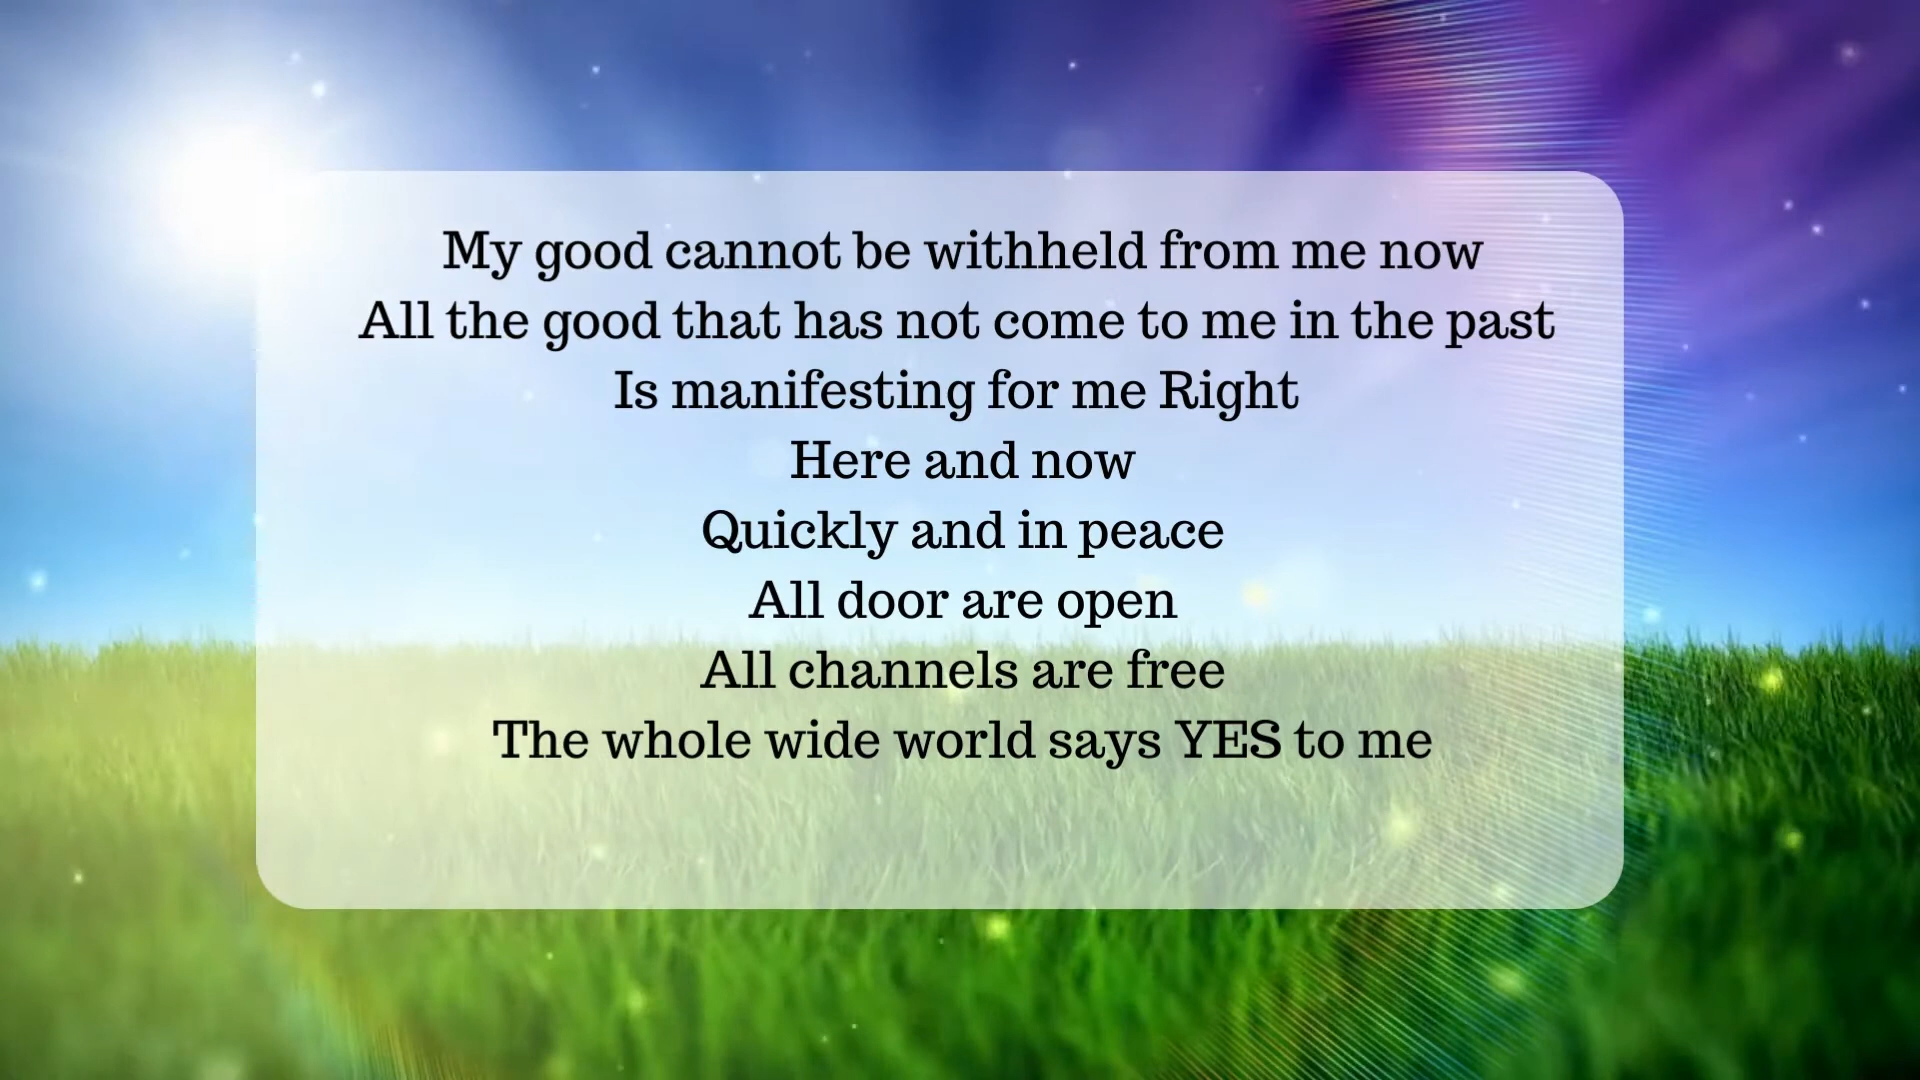 My good cannot be withheld from me now
All the good that has not come to me in the past
Is manifesting for me Right
Here and now
Quickly and in peace
All door are open
All channels are free
The whole wide world says YES to me